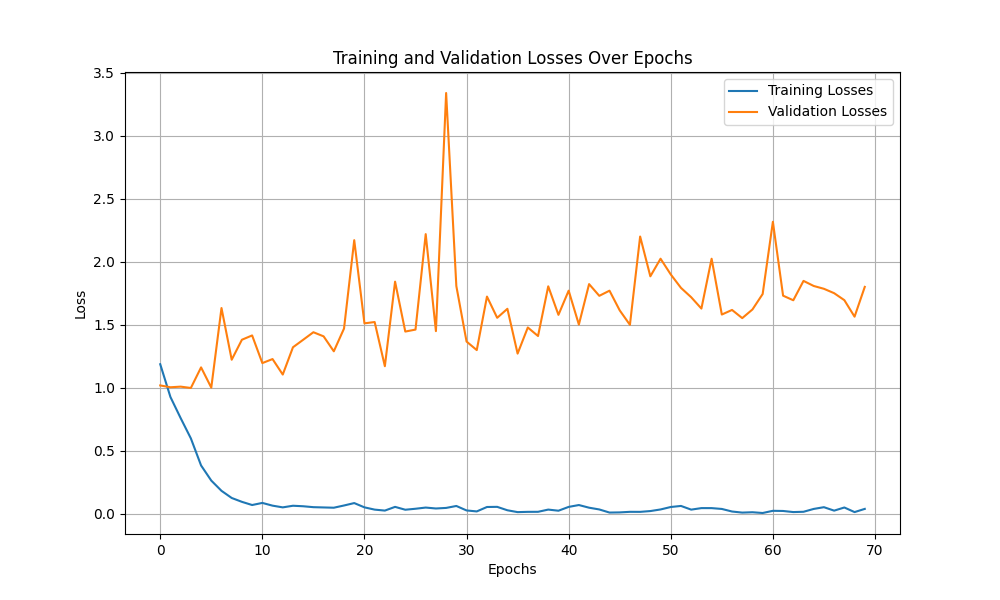 Training and Validation Losses Over Epochs
3.5
3.0
2.5
2.0
1.5
1.0
0.5
0.0
Loss
Training Losses
Validation Losses
0 10 20 30 40 50 60 70
Epochs